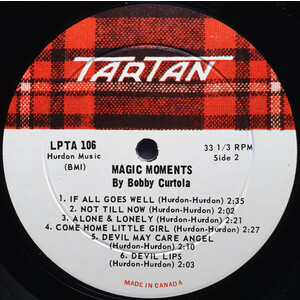 TARTAN
LPTA 106
Hurdon Music
(BMI)
33 1/3 RPM
Side 2
MAGIC MOMENTS
By Bobby Curtola
1. IF ALL GOES WELL (Hurdon-Hurdon) 2:35
2. NOT TILL NOW (Hurdon-Hurdon) 2:02
3. ALONE & LONELY (Hurdon-Hurdon) 2:21
4. COME HOME LITTLE GIRL (Hurdon-Hurdon) 2:27
5. DEVIL MAY CARE ANGEL
(Hurdon-Hurdon) 2:10
6. DEVIL LIPS
(Hurdon-Hurdon) 2:03
MADE IN CANADA